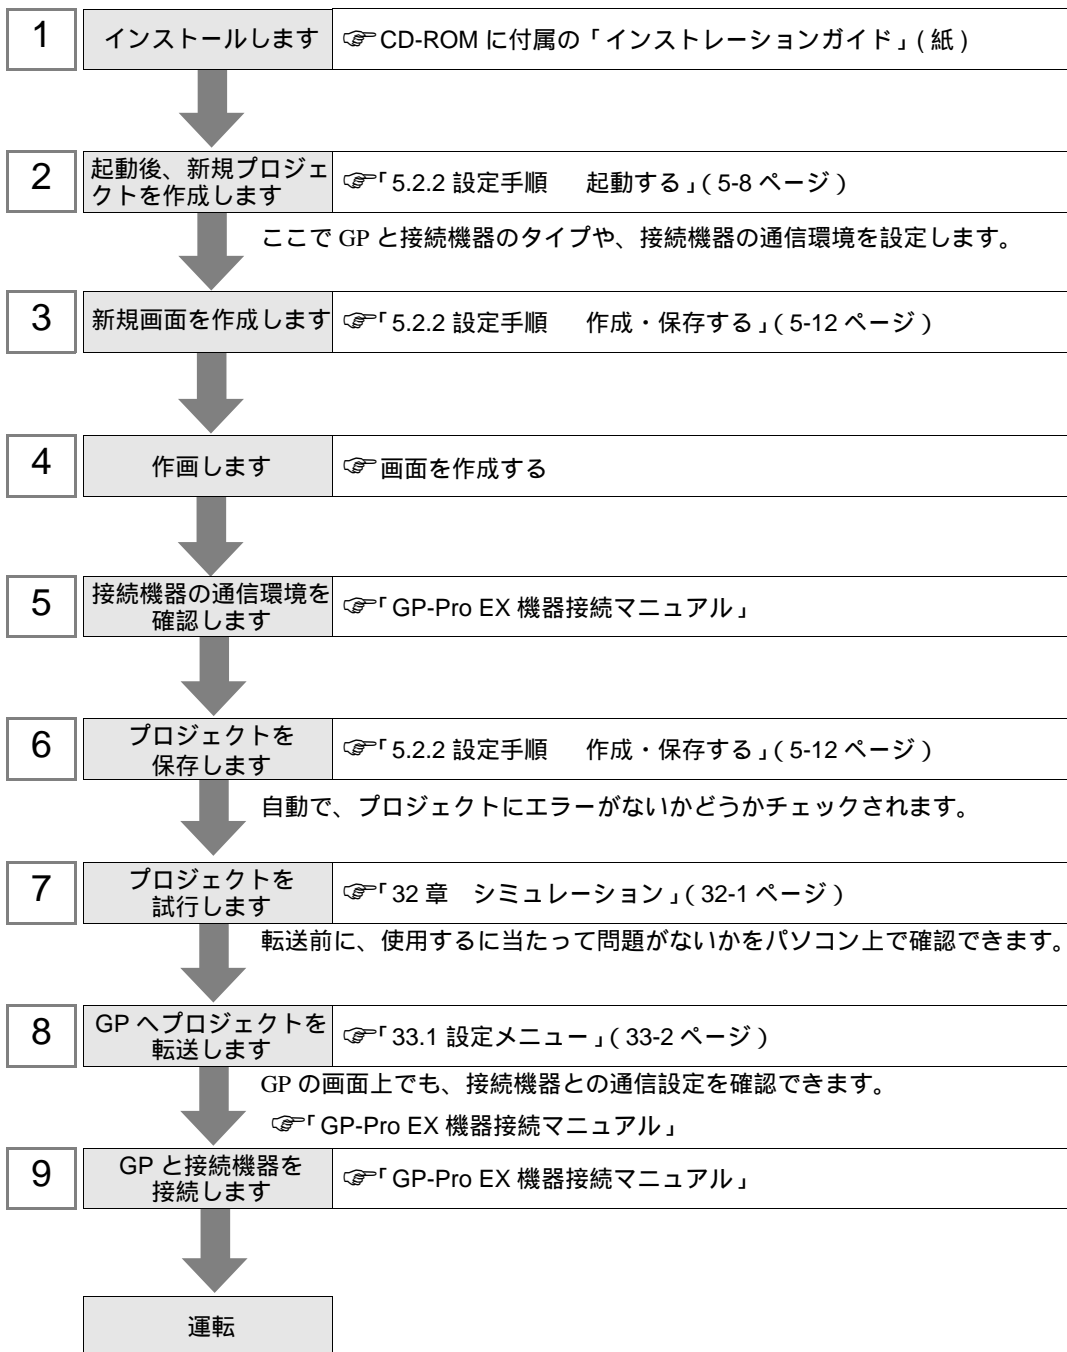 1
インストールします
☞ CD-ROM に付属の「インストレーションガイド」( 紙 )
2
起動後、新規プロジェ
クトを作成します
☞「5.2.2 設定手順　起動する」( 5-8 ページ )
ここで GP と接続機器のタイプや、接続機器の通信環境を設定します。
3
新規画面を作成します
☞「5.2.2 設定手順　作成・保存する」( 5-12 ページ )
4
作画します
☞ 画面を作成する
5
接続機器の通信環境を
確認します
☞「GP-Pro EX 機器接続マニュアル」
6
プロジェクトを
保存します
☞「5.2.2 設定手順　作成・保存する」( 5-12 ページ )
自動で、プロジェクトにエラーがないかどうかチェックされます。
7
プロジェクトを
試行します
☞「32 章　シミュレーション」( 32-1 ページ )
転送前に、使用するに当たって問題がないかをパソコン上で確認できます。
8
GP へプロジェクトを
転送します
☞「33.1 設定メニュー」( 33-2 ページ )
GP の画面上でも、接続機器との通信設定を確認できます。
☞「GP-Pro EX 機器接続マニュアル」
9
GP と接続機器を
接続します
☞「GP-Pro EX 機器接続マニュアル」
運転